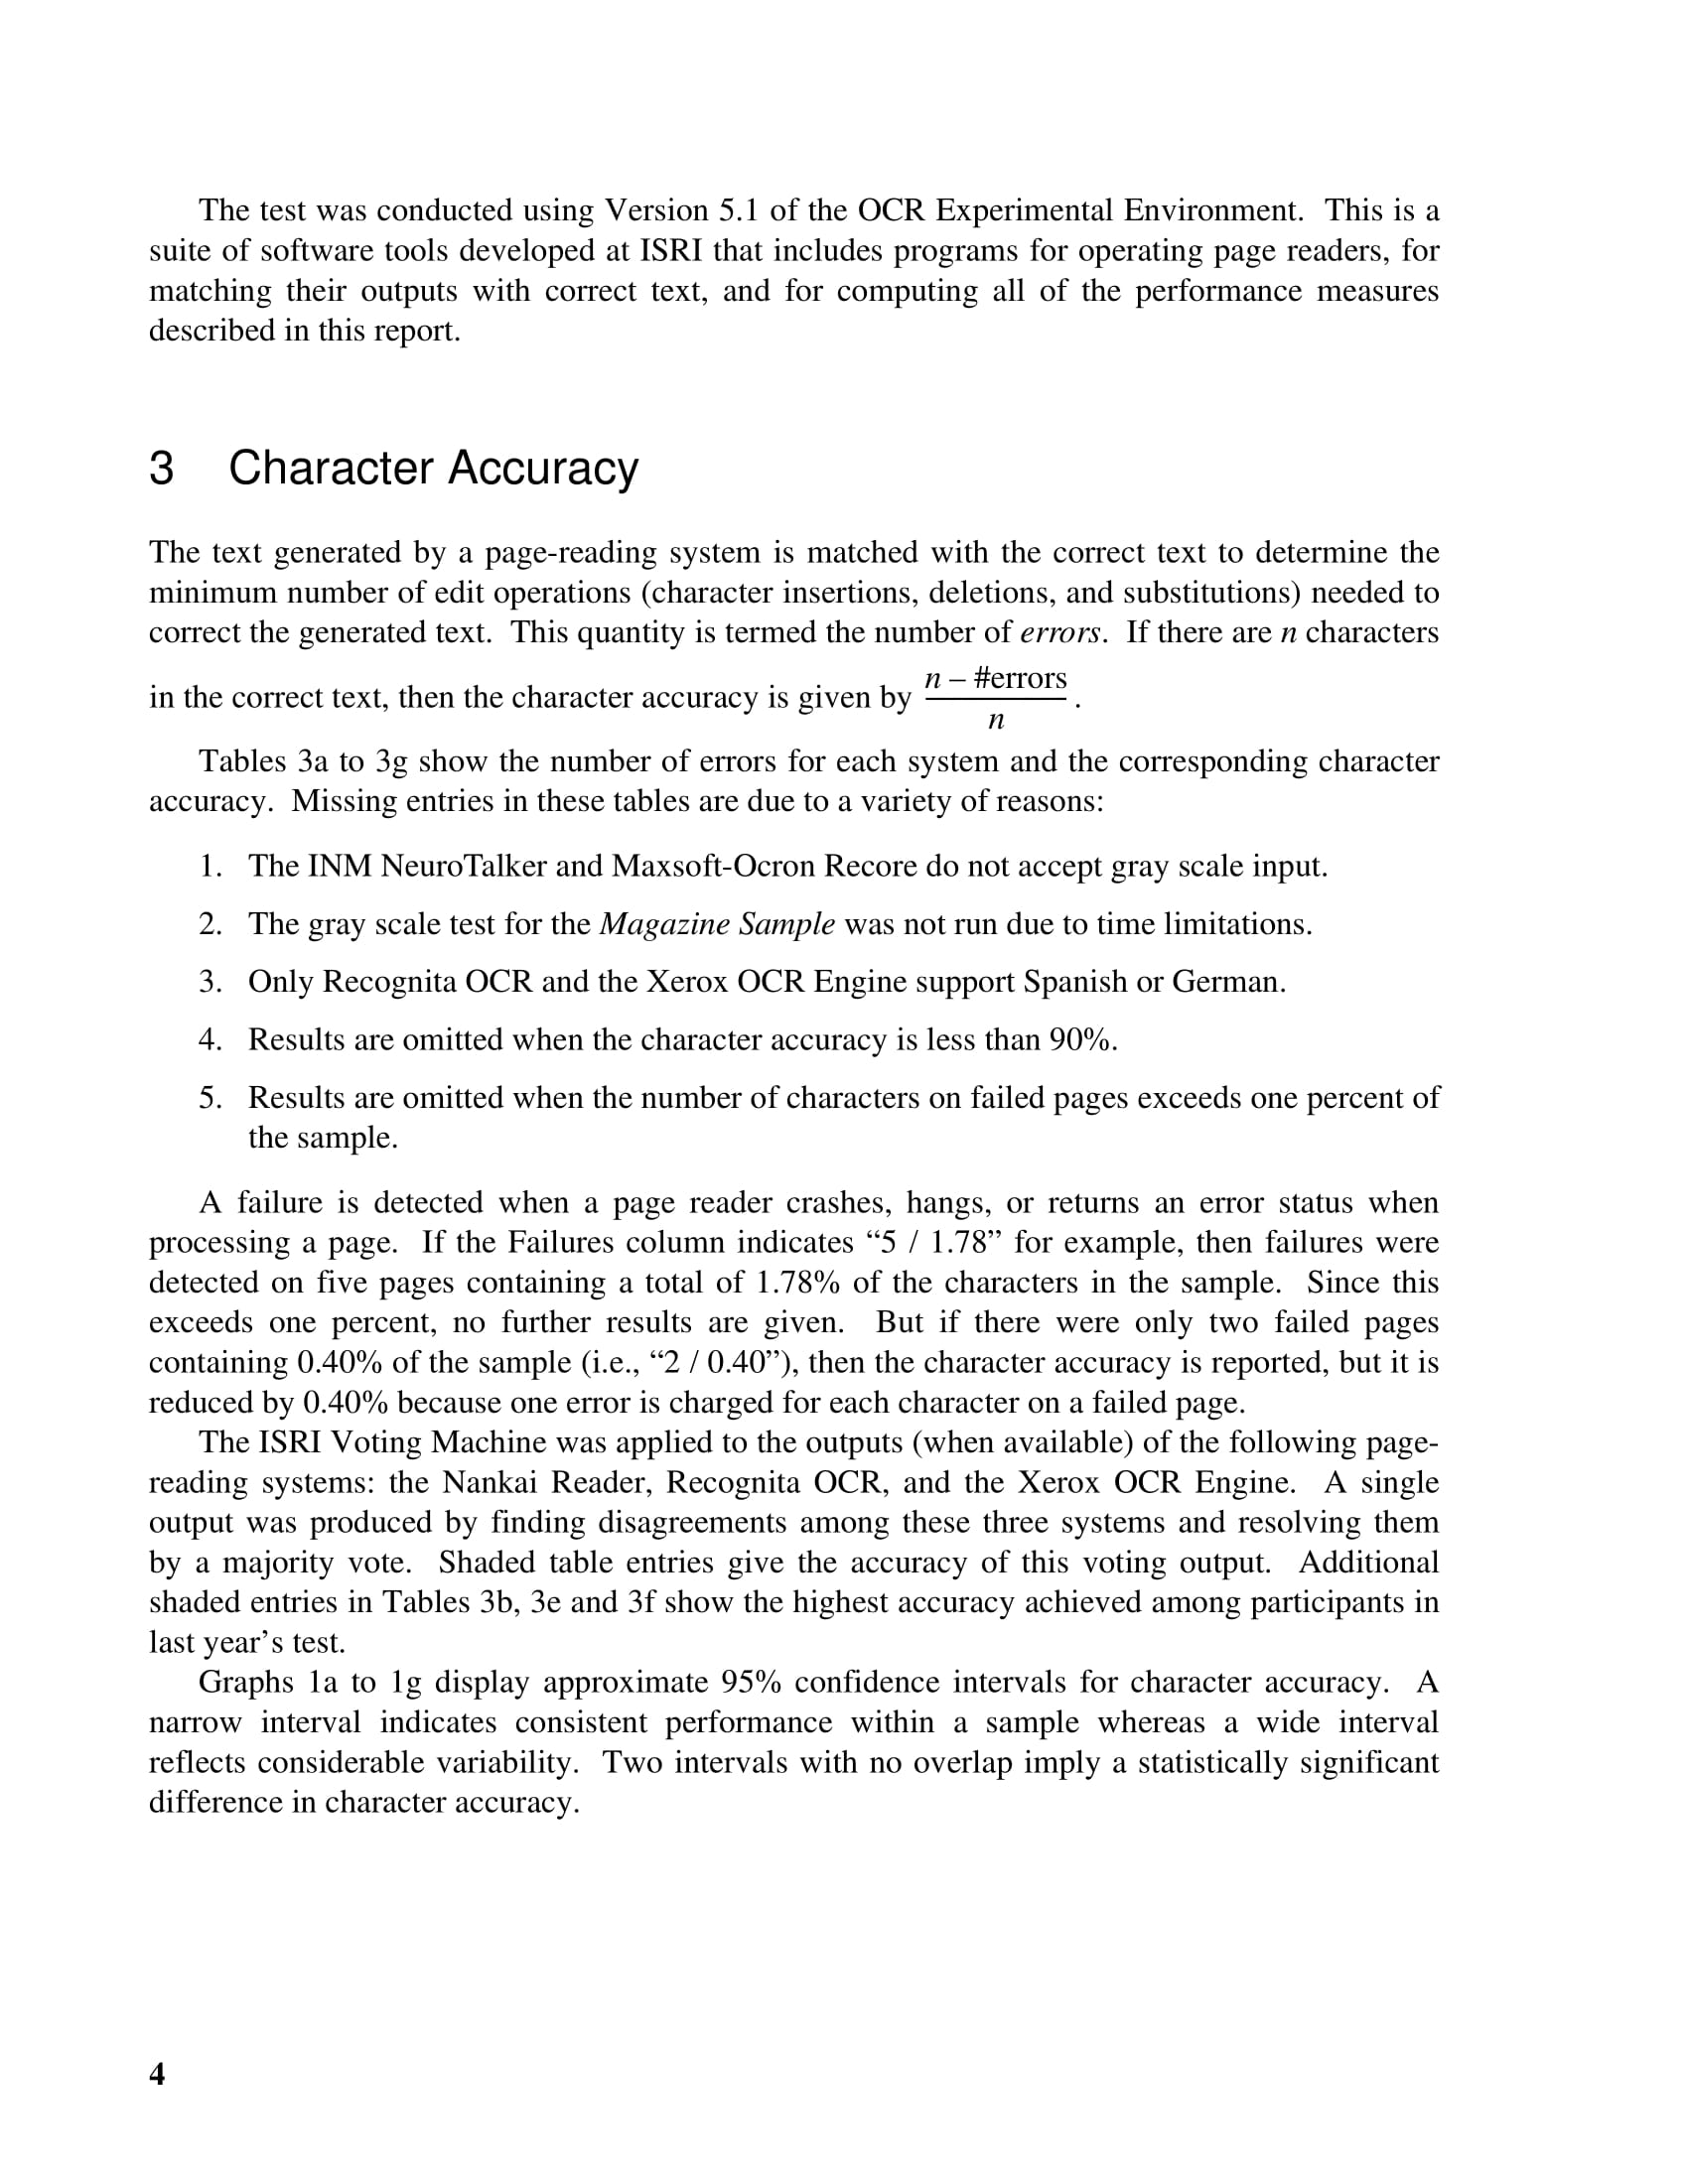 The test was conducted using Version 5.1 of the OCR Experimental Environment. This is a
suite of software tools developed at ISRI that includes programs for operating page readers, for
matching their outputs with correct text, and for computing all of the performance measures
described in this report.
3 Character Accuracy
The text generated by a page-reading system is matched with the correct text to determine the
minimum number of edit operations (character insertions, deletions, and substitutions) needed to
correct the generated text. This quantity is termed the number of errors. If there are n characters
in the correct text, then the character accuracy is given by n – #errors / n .
Tables 3a to 3g show the number of errors for each system and the corresponding character
accuracy. Missing entries in these tables are due to a variety of reasons:
1. The INM NeuroTalker and Maxsoft-Ocron Recore do not accept gray scale input.
2. The gray scale test for the Magazine Sample was not run due to time limitations.
3. Only Recognita OCR and the Xerox OCR Engine support Spanish or German.
4. Results are omitted when the character accuracy is less than 90%.
5. Results are omitted when the number of characters on failed pages exceeds one percent of
the sample.
A failure is detected when a page reader crashes, hangs, or returns an error status when
processing a page. If the Failures column indicates “5 / 1.78” for example, then failures were
detected on five pages containing a total of 1.78% of the characters in the sample. Since this
exceeds one percent, no further results are given. But if there were only two failed pages
containing 0.40% of the sample (i.e., “2 / 0.40”), then the character accuracy is reported, but it is
reduced by 0.40% because one error is charged for each character on a failed page.
The ISRI Voting Machine was applied to the outputs (when available) of the following page-
reading systems: the Nankai Reader, Recognita OCR, and the Xerox OCR Engine. A single
output was produced by finding disagreements among these three systems and resolving them
by a majority vote. Shaded table entries give the accuracy of this voting output. Additional
shaded entries in Tables 3b, 3e and 3f show the highest accuracy achieved among participants in
last year’s test.
Graphs 1a to 1g display approximate 95% confidence intervals for character accuracy. A
narrow interval indicates consistent performance within a sample whereas a wide interval
reflects considerable variability. Two intervals with no overlap imply a statistically significant
difference in character accuracy.
4